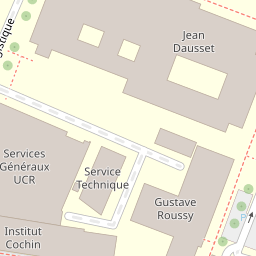 Jean
Dausset
Services
Généraux
UCR
Service
Technique
Gustave
Roussy
Institut
Cochin
P